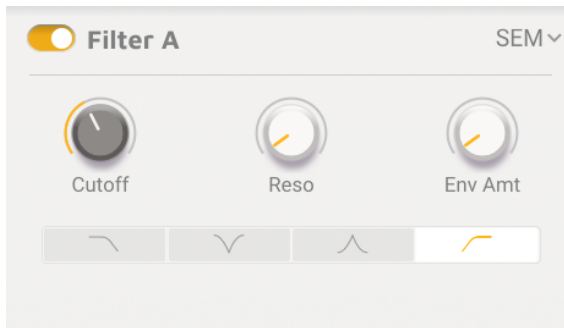 Filter A
SEM
Cutoff
Reso
Env Amt